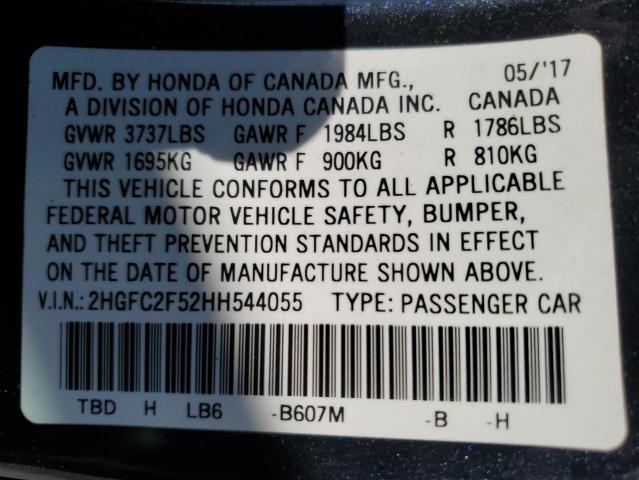 MFD. BY HONDA OF CANADA MFG., 05/'17
A DIVISION OF HONDA CANADA INC. CANADA
GVWR 3737LBS GAWR F 1984LBS R 1786LBS
GVWR 1695KG GAWR F 900KG R 810KG
THIS VEHICLE CONFORMS TO ALL APPLICABLE
FEDERAL MOTOR VEHICLE SAFETY, BUMPER,
AND THEFT PREVENTION STANDARDS IN EFFECT
ON THE DATE OF MANUFACTURE SHOWN ABOVE.
V.I.N.: 2HGFC2F52HH544055 TYPE: PASSENGER CAR
TBD H LB6 -B607M -B -H